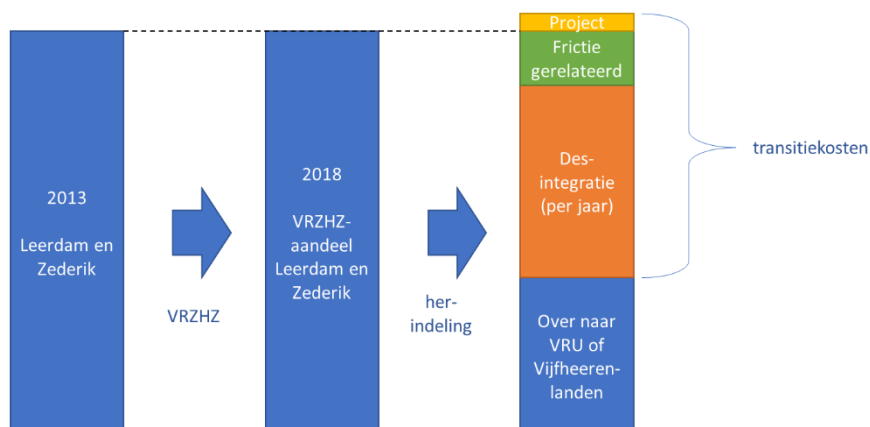 2013
Leerdam en
Zederik
VRZHZ
2018
VRZHZ-
aandeel
Leerdam en
Zederik
her-
indeling
Project
Frictie
gerelateerd
Des-
integratie
(per jaar)
Over naar
VRU of
Vijfheeren-
landen
transitiekosten